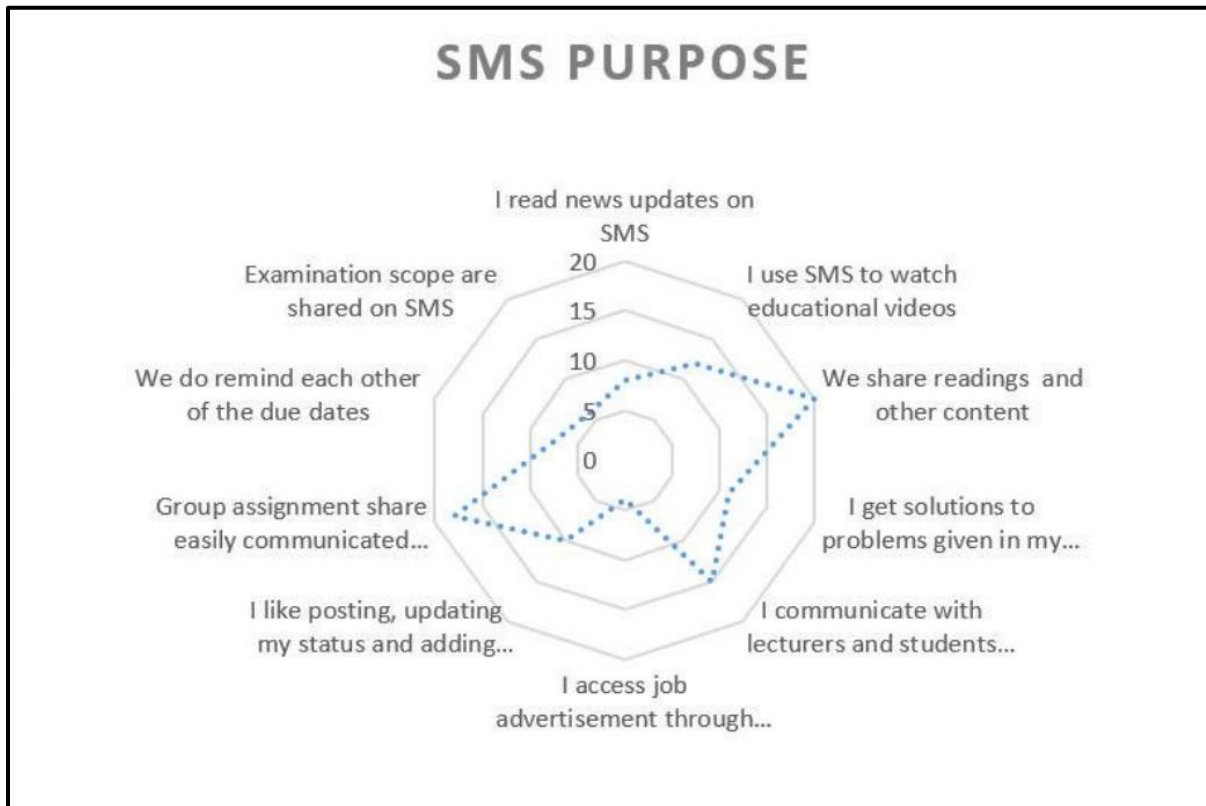 SMS PURPOSE
I read news updates on
SMS
I use SMS to watch
educational videos
We share readings and
other content
I get solutions to
problems given in my...
I communicate with
lecturers and students...
I access job
advertisement through...
I like posting, updating
my status and adding...
Group assignment share
easily communicated...
We do remind each other
of the due dates
Examination scope are
shared on SMS
20
15
10
5
0